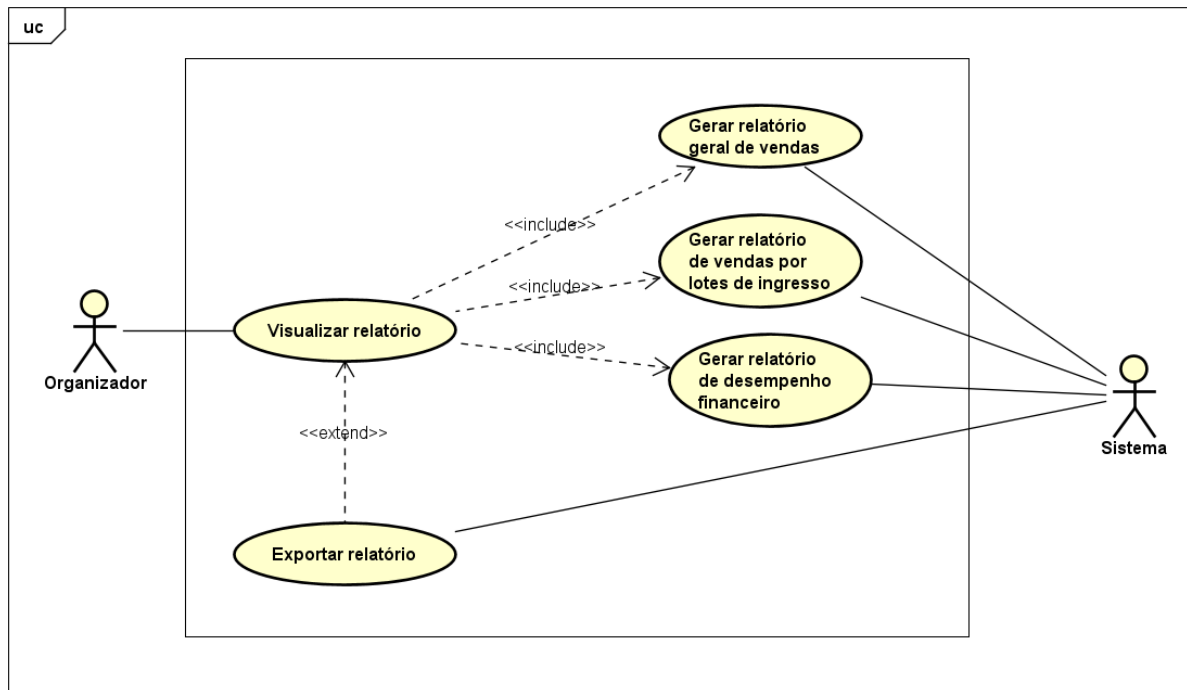 uc
Gerar relatório
geral de vendas
<<include>>
Gerar relatório
de vendas por
lotes de ingresso
<<include>>
Visualizar relatório
<<include>>
Gerar relatório
de desempenho
financeiro
Organizador
Sistema
<<extend>>
Exportar relatório